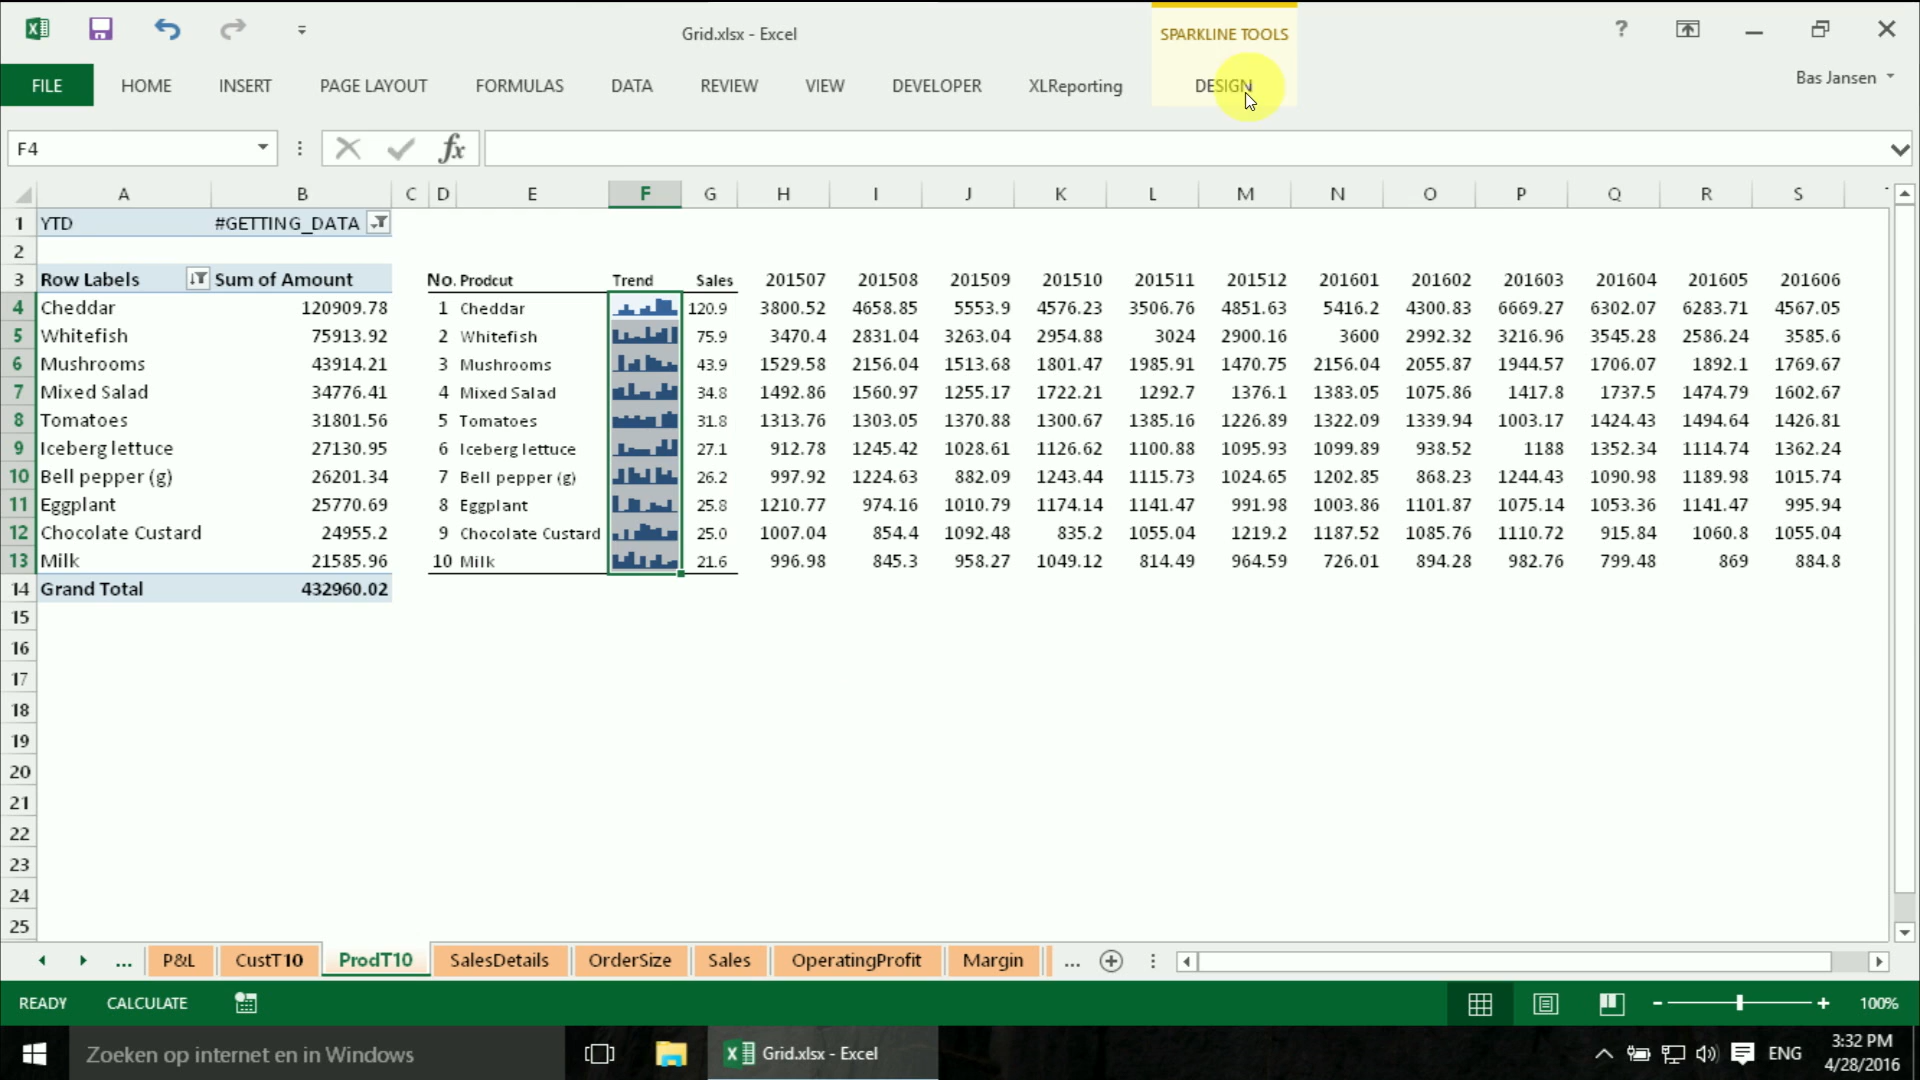 Grid.xlsx - Excel
SPARKLINE TOOLS
?
FILE HOME INSERT PAGE LAYOUT FORMULAS DATA REVIEW VIEW DEVELOPER XLReporting DESIGN Bas Jansen
F4 fx
A B C D E F G H I J K L M N O P Q R S
1 YTD #GETTING_DATA
2
3 Row Labels Sum of Amount No. Prodcut Trend Sales 201507 201508 201509 201510 201511 201512 201601 201602 201603 201604 201605 201606
4 Cheddar 120909.78 1 Cheddar 120.9 3800.52 4658.85 5553.9 4576.23 3506.76 4851.63 5416.2 4300.83 6669.27 6302.07 6283.71 4567.05
5 Whitefish 75913.92 2 Whitefish 75.9 3470.4 2831.04 3263.04 2954.88 3024 2900.16 3600 2992.32 3216.96 3545.28 2586.24 3585.6
6 Mushrooms 43914.21 3 Mushrooms 43.9 1529.58 2156.04 1513.68 1801.47 1985.91 1470.75 2156.04 2055.87 1944.57 1706.07 1892.1 1769.67
7 Mixed Salad 34776.41 4 Mixed Salad 34.8 1492.86 1560.97 1255.17 1722.21 1292.7 1376.1 1383.05 1075.86 1417.8 1737.5 1474.79 1602.67
8 Tomatoes 31801.56 5 Tomatoes 31.8 1313.76 1303.05 1370.88 1300.67 1385.16 1226.89 1322.09 1339.94 1003.17 1424.43 1494.64 1426.81
9 Iceberg lettuce 27130.95 6 Iceberg lettuce 27.1 912.78 1245.42 1028.61 1126.62 1100.88 1095.93 1099.89 938.52 1188 1352.34 1114.74 1362.24
10 Bell pepper (g) 26201.34 7 Bell pepper (g) 26.2 997.92 1224.63 882.09 1243.44 1115.73 1024.65 1202.85 868.23 1244.43 1090.98 1189.98 1015.74
11 Eggplant 25770.69 8 Eggplant 25.8 1210.77 974.16 1010.79 1174.14 1141.47 991.98 1003.86 1101.87 1075.14 1053.36 1141.47 995.94
12 Chocolate Custard 24955.2 9 Chocolate Custard 25.0 1007.04 854.4 1092.48 835.2 1055.04 1219.2 1187.52 1085.76 1110.72 915.84 1060.8 1055.04
13 Milk 21585.96 10 Milk 21.6 996.98 845.3 958.27 1049.12 814.49 964.59 726.01 894.28 982.76 799.48 869 884.8
14 Grand Total 432960.02
15
16
17
18
19
20
21
22
23
24
25
... P&L CustT10 ProdT10 SalesDetails OrderSize Sales OperatingProfit Margin ...
READY CALCULATE 100%
Zoeken op internet en in Windows Grid.xlsx - Excel ENG 3:32 PM
4/28/2016